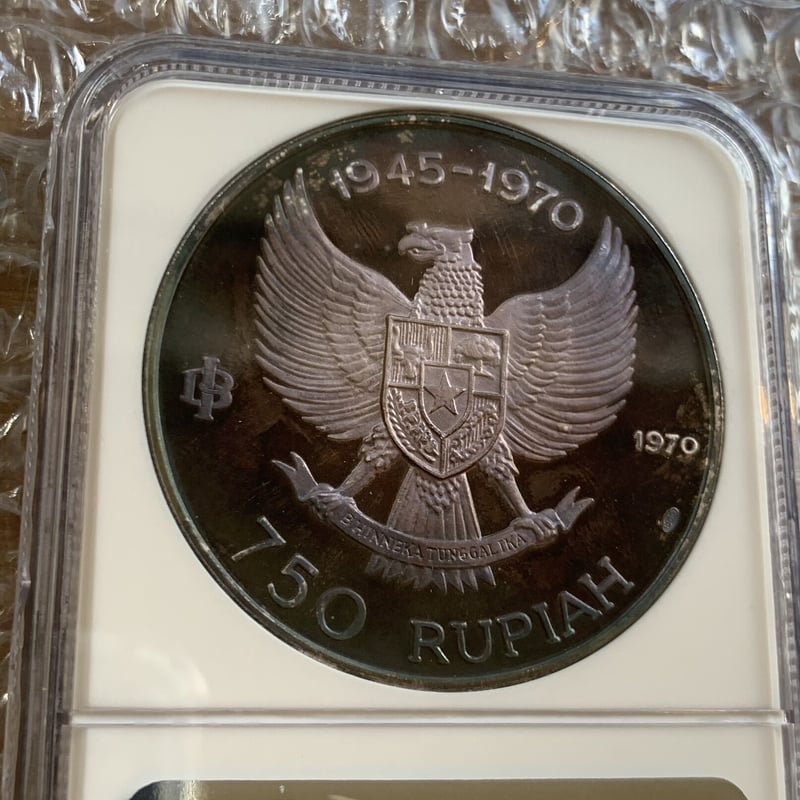 1945-1970
1970
BHINNEKA TUNGGAL IKA
750 RUPIAH